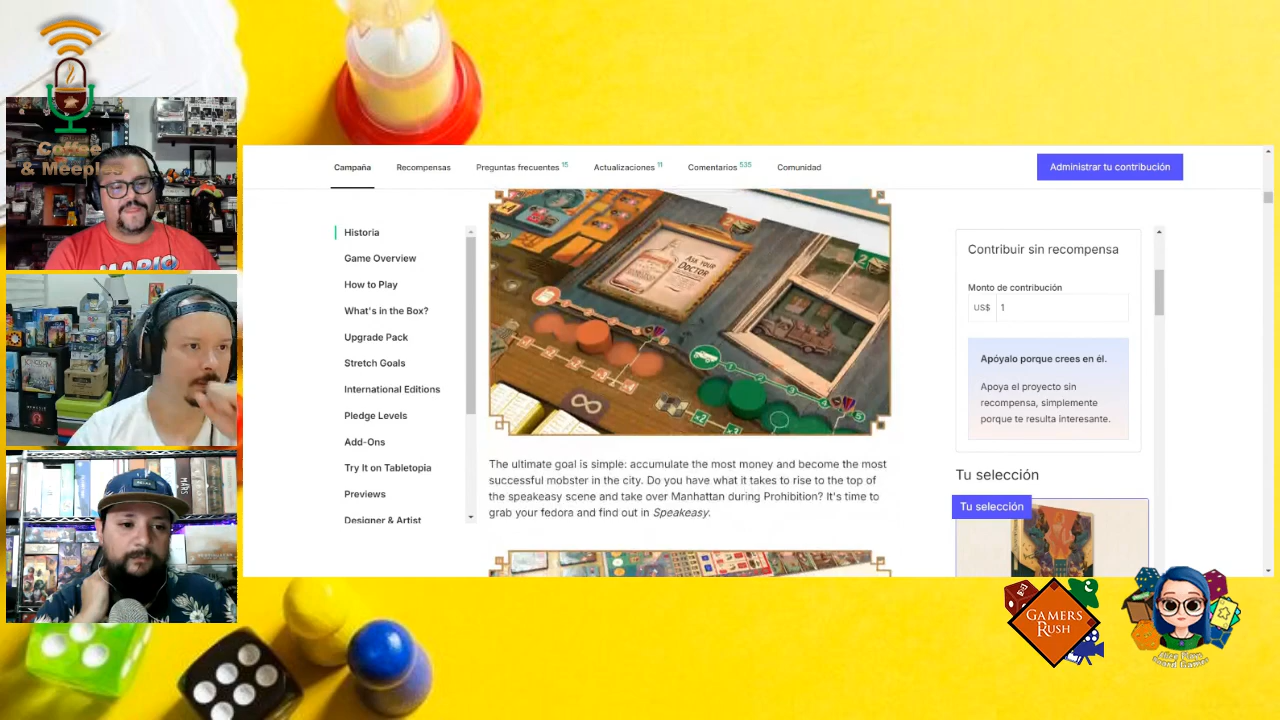 Coffee
& Meeples
MARIO
Campaña
Recompensas
Preguntas frecuentes 15
Actualizaciones 11
Comentarios 535
Comunidad
Administrar tu contribución
Historia
Game Overview
How to Play
What's in the Box?
Upgrade Pack
Stretch Goals
International Editions
Pledge Levels
Add-Ons
Try It on Tabletopia
Previews
Designer & Artist
ASK YOUR
DOCTOR
The ultimate goal is simple: accumulate the most money and become the most
successful mobster in the city. Do you have what it takes to rise to the top of
the speakeasy scene and take over Manhattan during Prohibition? It's time to
grab your fedora and find out in Speakeasy.
Contribuir sin recompensa
Monto de contribución
US$ 1
Apóyalo porque crees en él.
Apoya el proyecto sin
recompensa, simplemente
porque te resulta interesante.
Tu selección
Tu selección
GAMERS
RUSH